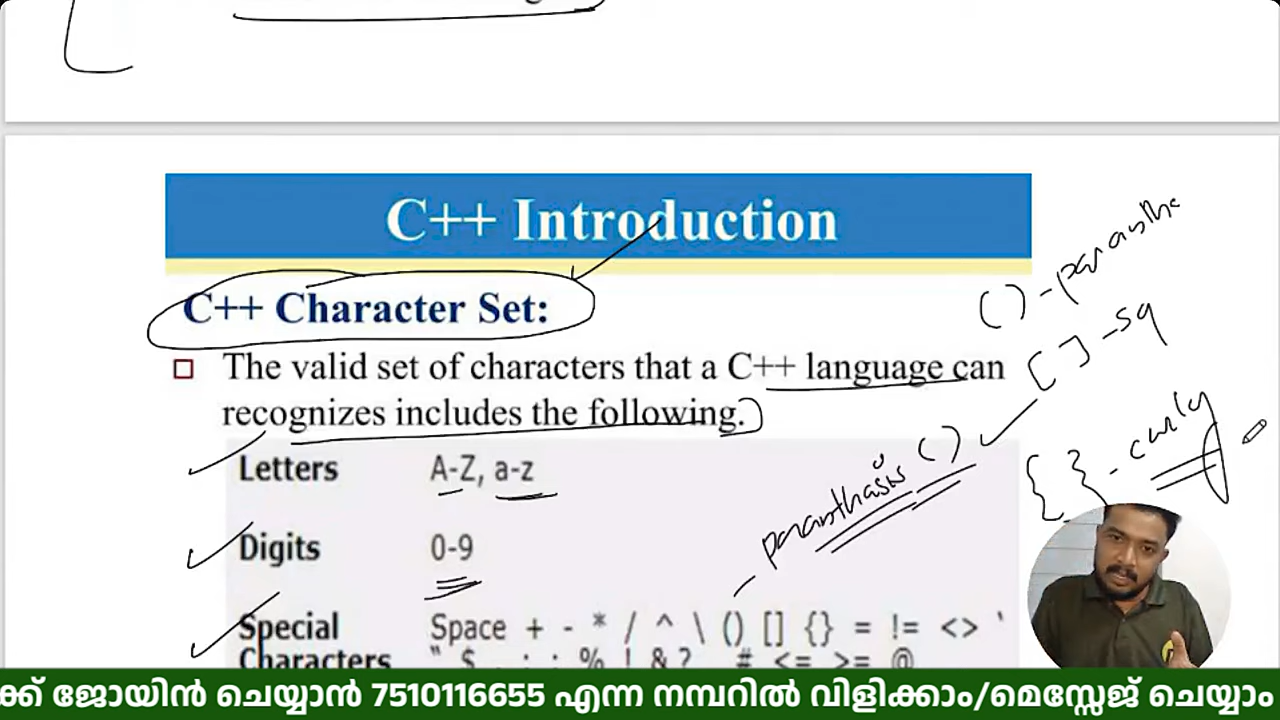 C++ Introduction
C++ Character Set:
The valid set of characters that a C++ language can
recognizes includes the following.
Letters A-Z, a-z
Digits 0-9
Special Space + - * / ^ \ () [] {} = != <> '
Characters " $ , ; : % ! & ? _ # <= >= @
() - paranthe
[] - sq
{ } - curly
paranthasis ( )
ക്ക് ജോയിൻ ചെയ്യാൻ 7510116655 എന്ന നമ്പറിൽ വിളിക്കാം/മെസ്സേജ് ചെയ്യാം